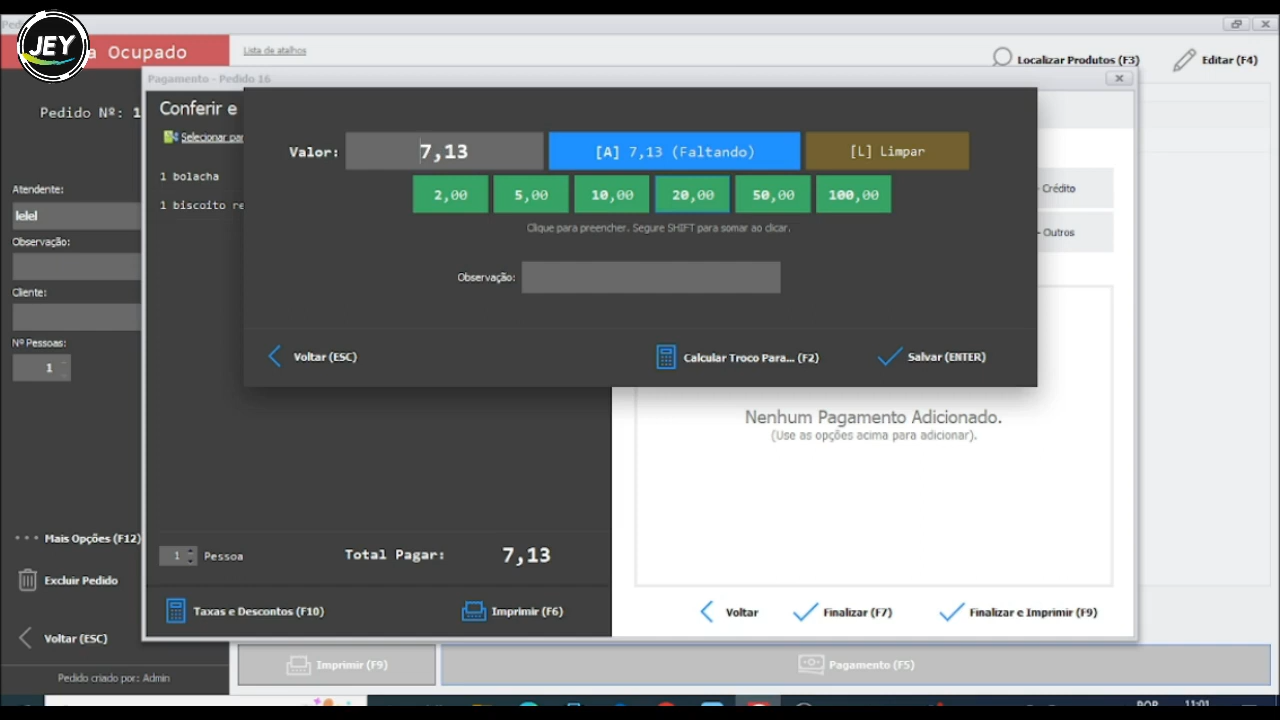 JEY
Ocupado
Lista de atalhos
Localizar Produtos (F3)
Editar (F4)
Pagamento - Pedido 16
Pedido Nº: 1
Conferir e
Selecionar par
Valor:
7,13
[A] 7,13 (Faltando)
[L] Limpar
1 bolacha
1 biscoito re
2,00
5,00
10,00
20,00
50,00
100,00
- Crédito
- Outros
Clique para preencher. Segure SHIFT para somar ao clicar.
Atendente:
lelel
Observação:
Cliente:
Nº Pessoas:
1
Observação:
Voltar (ESC)
Calcular Troco Para... (F2)
Salvar (ENTER)
Nenhum Pagamento Adicionado.
(Use as opções acima para adicionar).
Mais Opções (F12)
Excluir Pedido
Voltar (ESC)
1 Pessoa
Total Pagar:
7,13
Taxas e Descontos (F10)
Imprimir (F6)
Voltar
Finalizar (F7)
Finalizar e Imprimir (F9)
Imprimir (F9)
Pagamento (F5)
Pedido criado por: Admin
POR
11:01